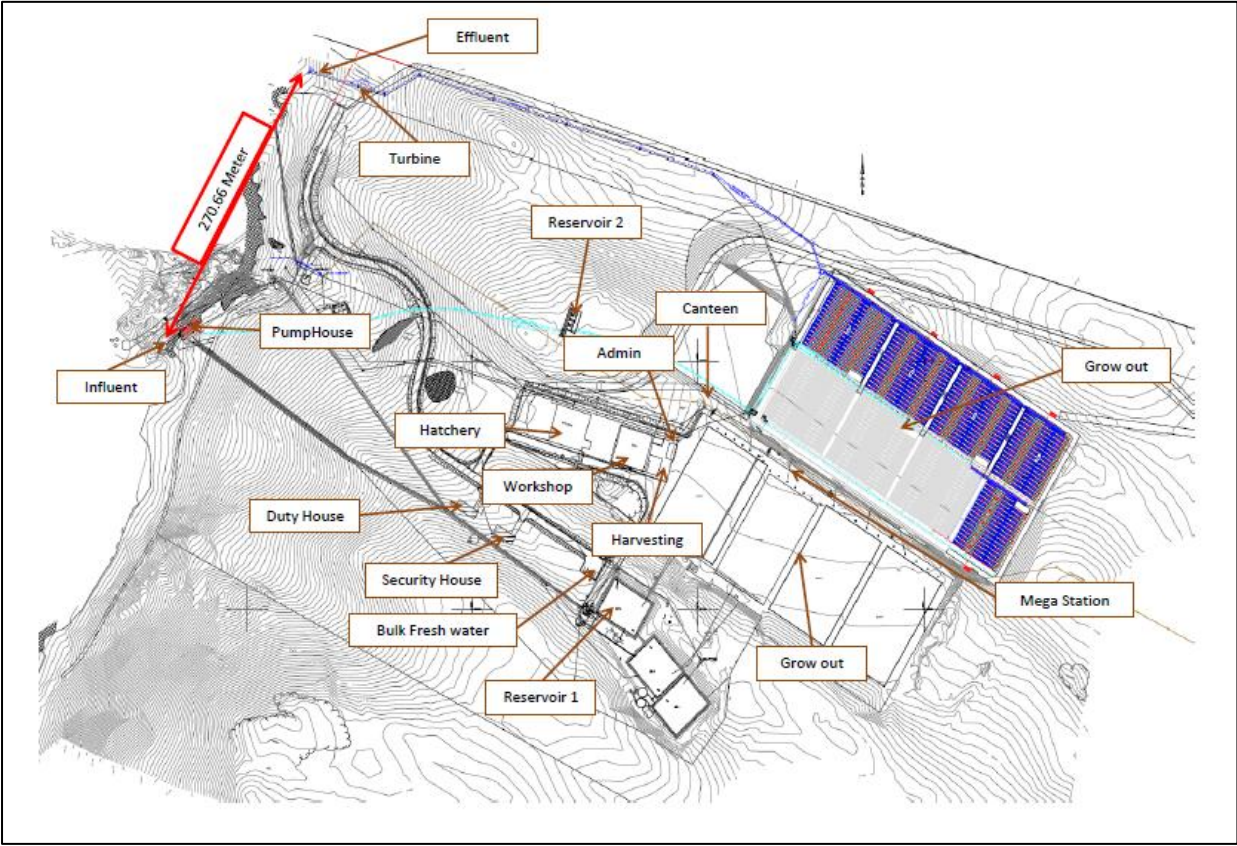 Effluent
Turbine
270.66 Meter
Reservoir 2
Canteen
PumpHouse
Admin
Grow out
Influent
Hatchery
Workshop
Duty House
Harvesting
Security House
Mega Station
Bulk Fresh water
Grow out
Reservoir 1